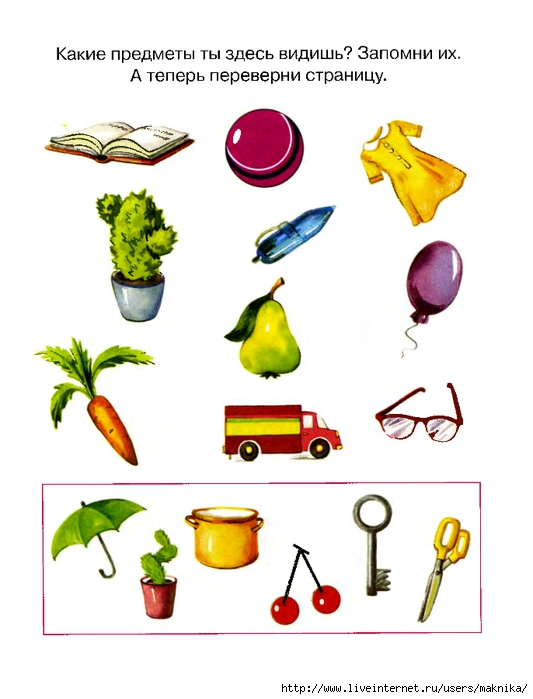 Какие предметы ты здесь видишь? Запомни их.
А теперь переверни страницу.
http://www.liveinternet.ru/users/maknika/